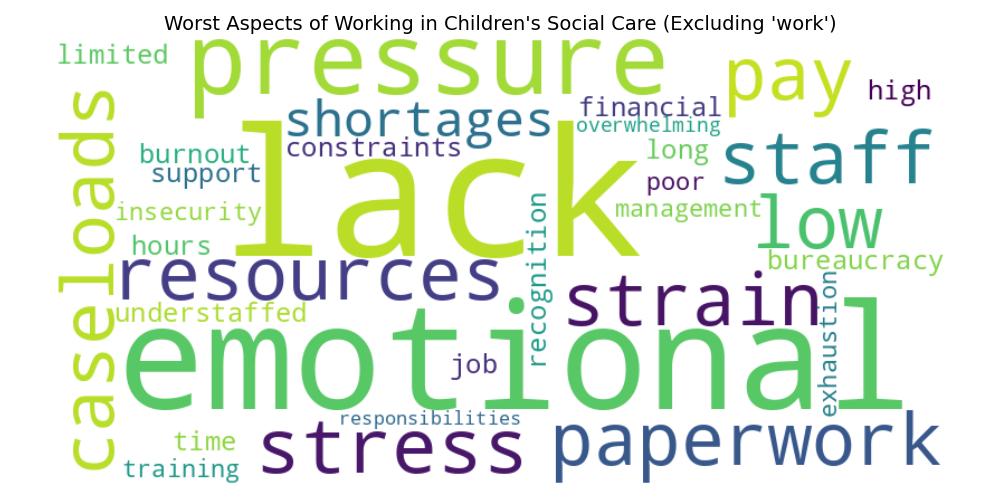 Worst Aspects of Working in Children's Social Care (Excluding 'work')
limited
pressure
pay
high
caseloads
shortages
financial
overwhelming
staff
burnout
constraints
lack
long
support
poor
insecurity
recognition
management
low
hours
resources
bureaucracy
strain
exhaustion
understaffed
emotional
job
responsibilities
time
stress
paperwork
training